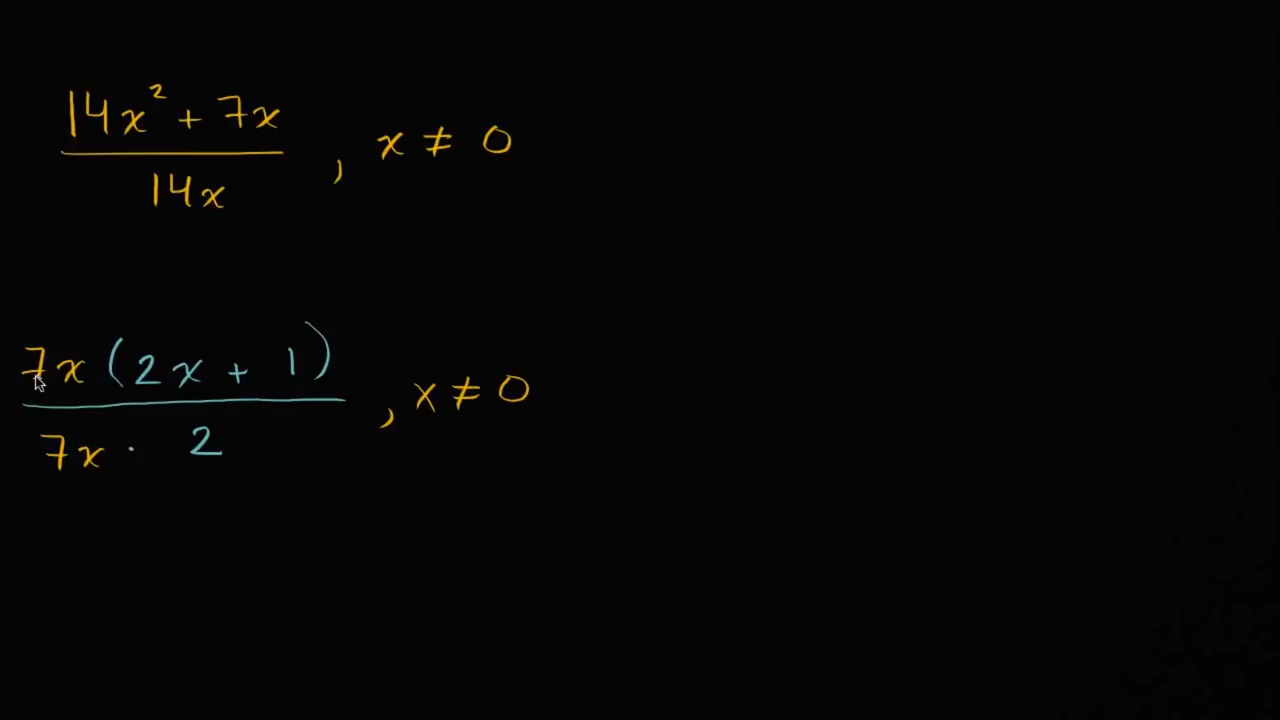 14x² + 7x
14x
, x ≠ 0
7x (2x + 1)
7x · 2
, x ≠ 0